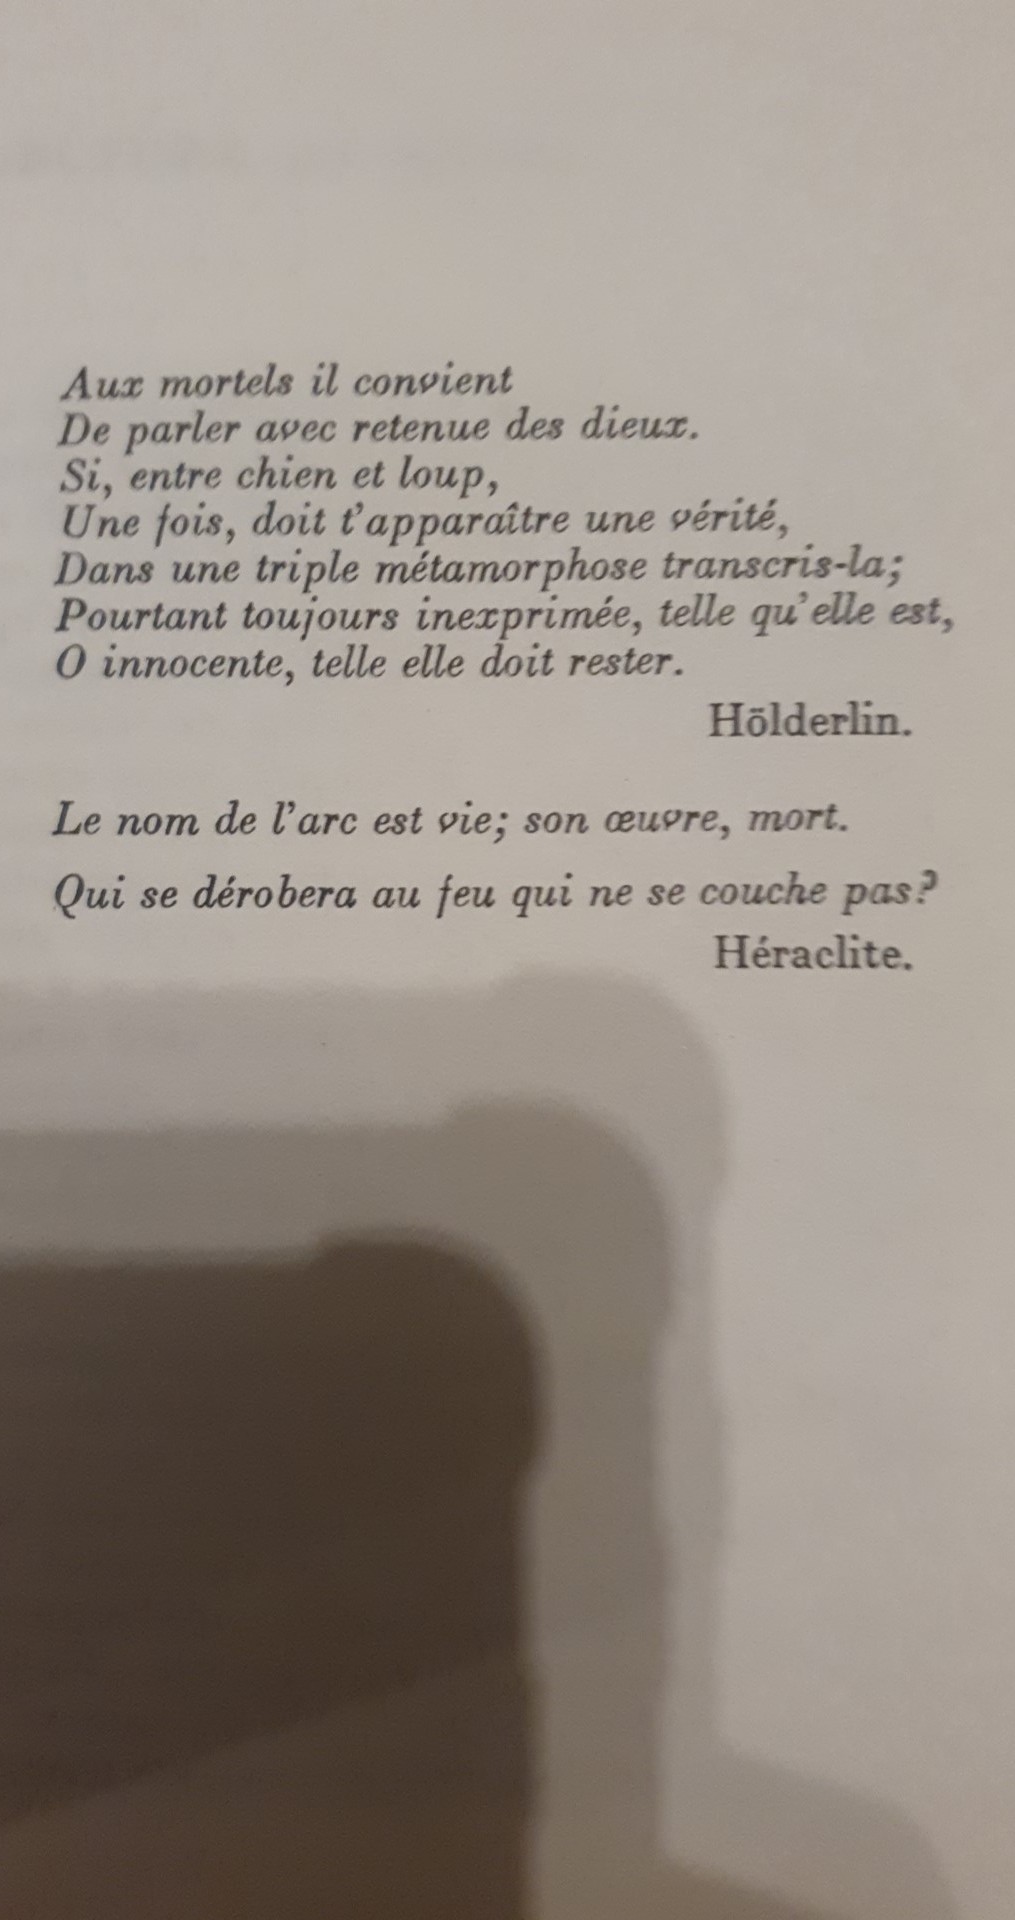 Aux mortels il convient
De parler avec retenue des dieux.
Si, entre chien et loup,
Une fois, doit t'apparaître une vérité,
Dans une triple métamorphose transcris-la;
Pourtant toujours inexprimée, telle qu'elle est,
O innocente, telle elle doit rester.
Hölderlin.
Le nom de l'arc est vie; son œuvre, mort.
Qui se dérobera au feu qui ne se couche pas?
Héraclite.